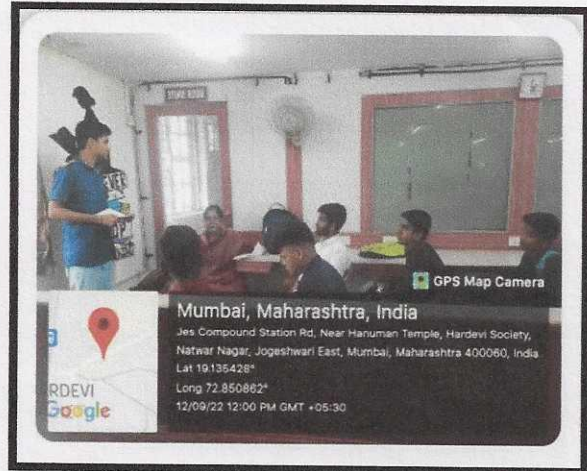 STORE ROOM
GPS Map Camera
Mumbai, Maharashtra, India
Jes Compound Station Rd, Near Hanuman Temple, Hardevi Society,
Natwar Nagar, Jogeshwari East, Mumbai, Maharashtra 400060, India
Lat 19.135428°
Long 72.850862°
12/09/22 12:00 PM GMT +05:30
RDEVI
Google